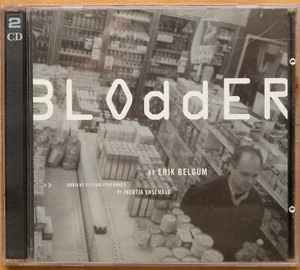 2
CD
BLOddER
BY ERIK BELGUM
>> AMBIENT FICTION PERFORMED
BY INERTIA ENSEMBLE